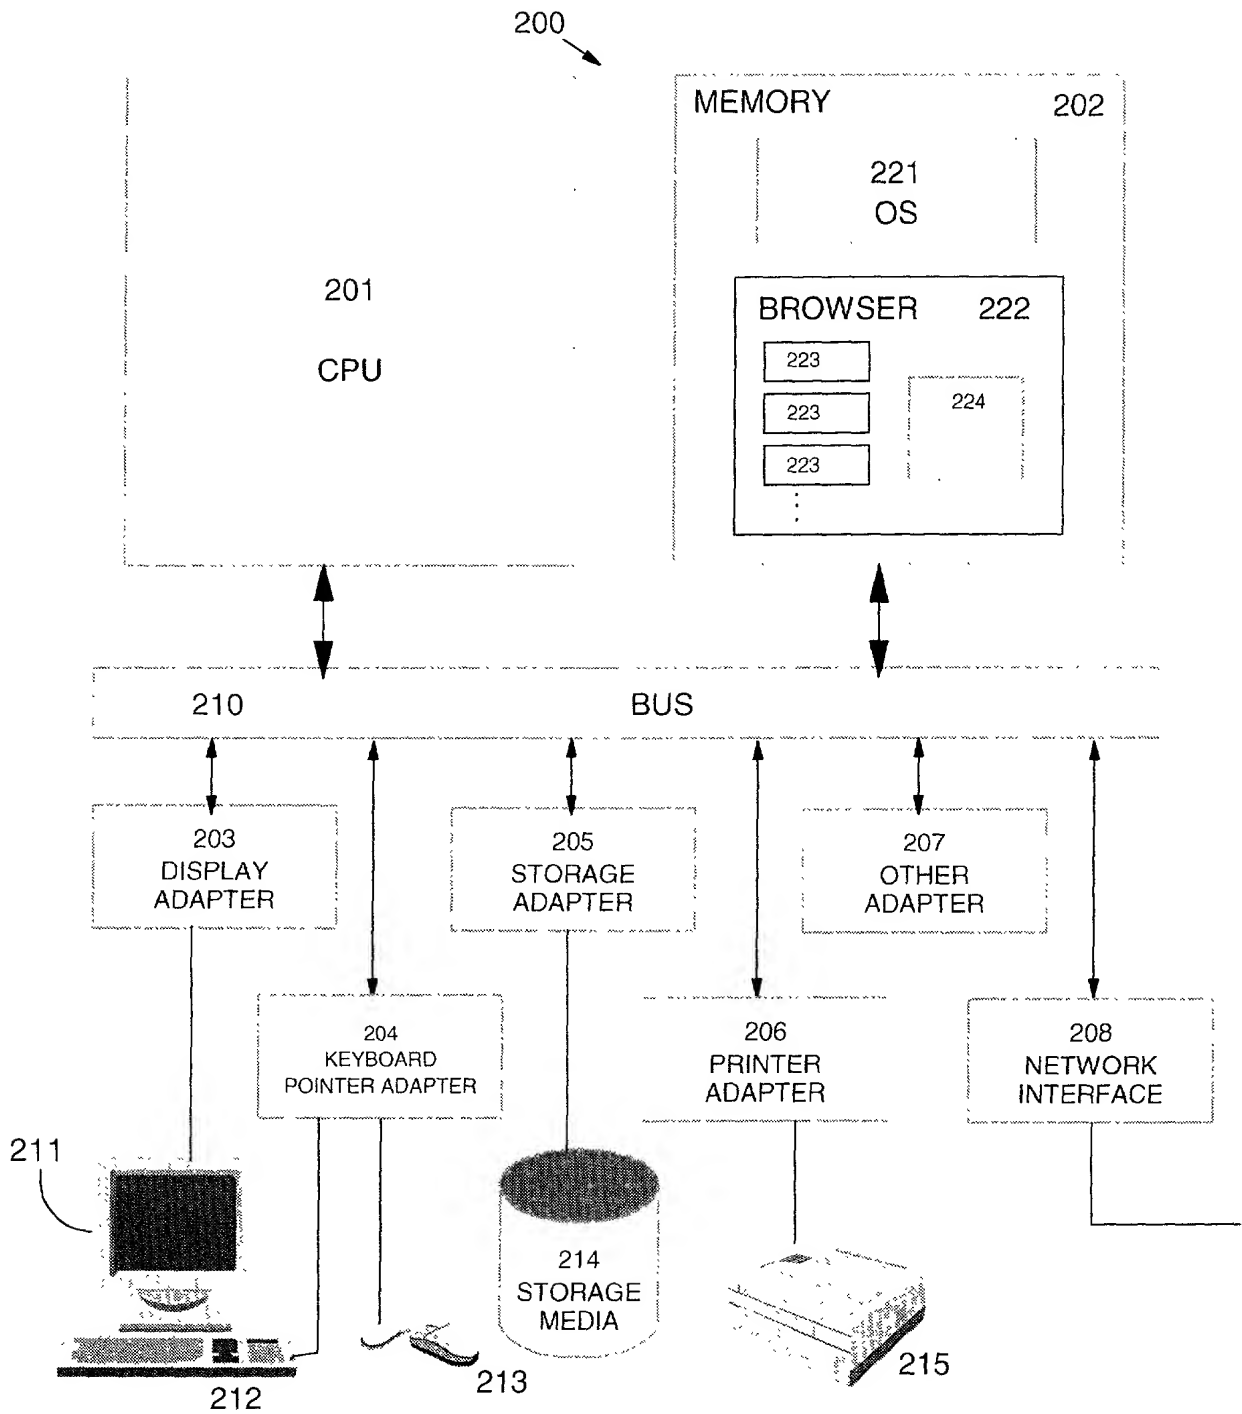 200
MEMORY 202
221
OS
201
CPU
BROWSER 222
223
224
223
223
210 BUS
203
DISPLAY
ADAPTER
205
STORAGE
ADAPTER
207
OTHER
ADAPTER
204
KEYBOARD
POINTER ADAPTER
206
PRINTER
ADAPTER
208
NETWORK
INTERFACE
211
214
STORAGE
MEDIA
212
213
215